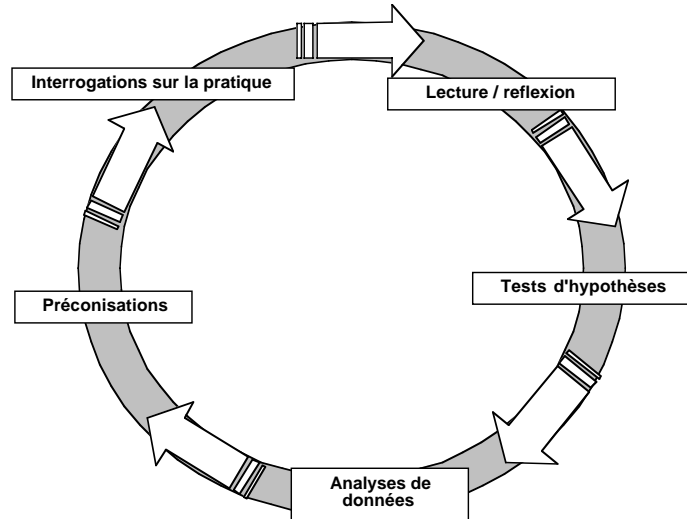 Interrogations sur la pratique
Lecture / reflexion
Tests d'hypothèses
Préconisations
Analyses de
données